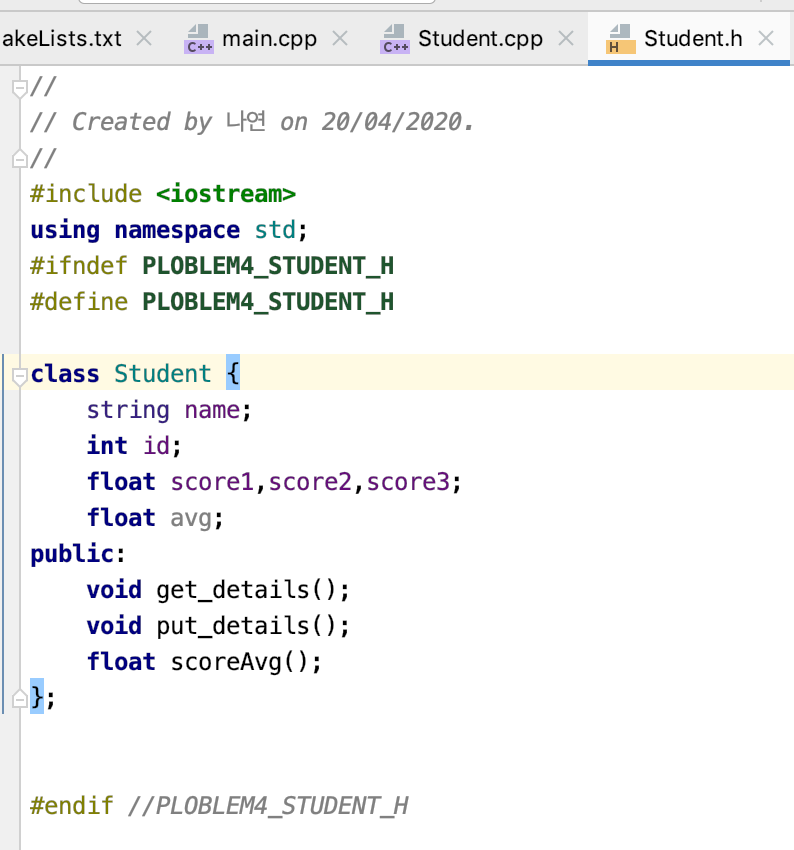 akeLists.txt
C++ main.cpp
C++ Student.cpp
H Student.h
//
// Created by 나연 on 20/04/2020.
//
#include <iostream>
using namespace std;
#ifndef PLOBLEM4_STUDENT_H
#define PLOBLEM4_STUDENT_H
class Student {
string name;
int id;
float score1,score2,score3;
float avg;
public:
void get_details();
void put_details();
float scoreAvg();
};
#endif //PLOBLEM4_STUDENT_H